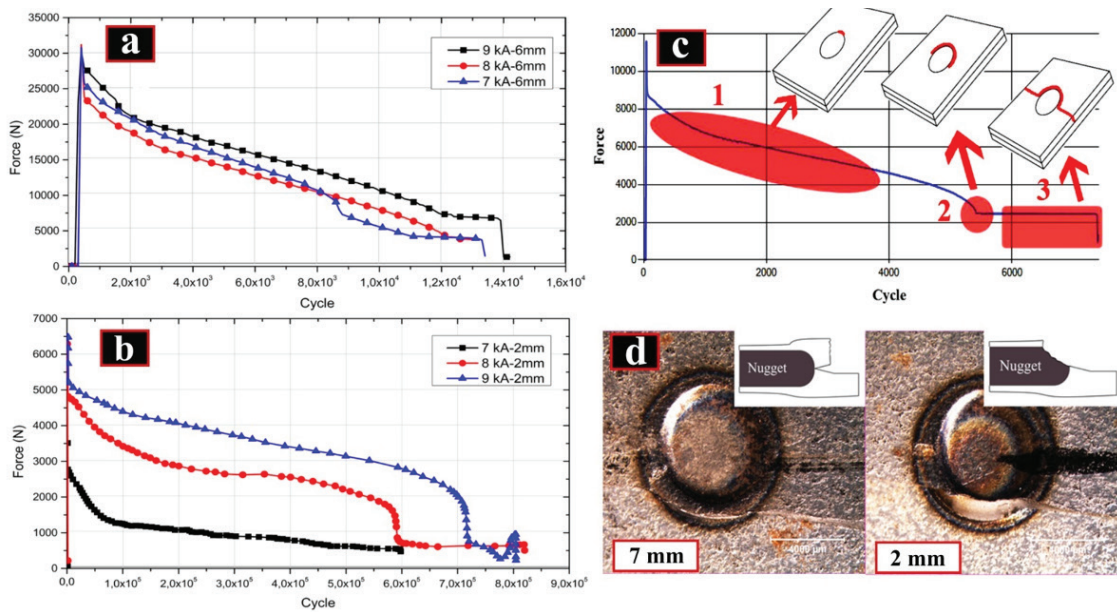 a
35000
30000
25000
20000
15000
10000
5000
0
Force (N)
9 kA-6mm
8 kA-6mm
7 kA-6mm
0,0 2,0x10³ 4,0x10³ 6,0x10³ 8,0x10³ 1,0x10⁴ 1,2x10⁴ 1,4x10⁴ 1,6x10⁴
Cycle
b
7000
6000
5000
4000
3000
2000
1000
0
Force (N)
7 kA-2mm
8 kA-2mm
9 kA-2mm
0,0 1,0x10⁵ 2,0x10⁵ 3,0x10⁵ 4,0x10⁵ 5,0x10⁵ 6,0x10⁵ 7,0x10⁵ 8,0x10⁵ 9,0x10⁵
Cycle
c
12000
10000
8000
6000
4000
2000
0
Force
1
2
3
0 2000 4000 6000
Cycle
d
Nugget
7 mm
4000 µm
Nugget
2 mm